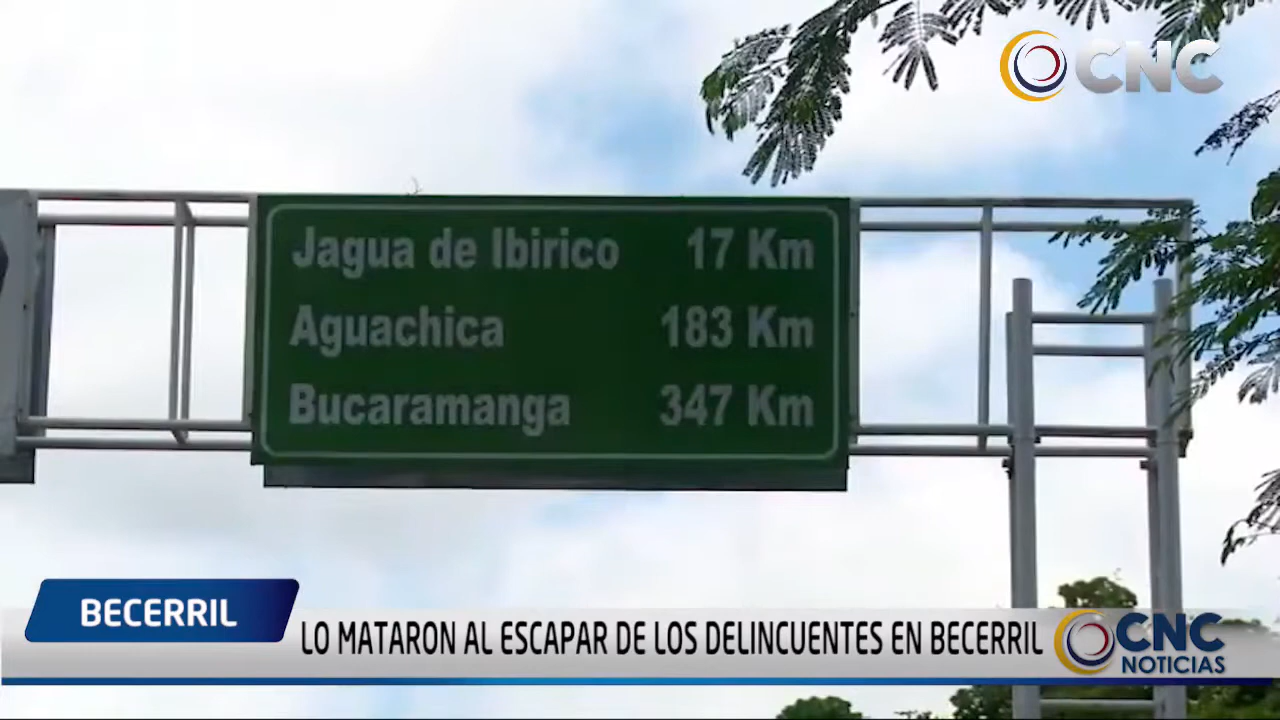 CNC
Jagua de Ibirico 17 Km
Aguachica 183 Km
Bucaramanga 347 Km
BECERRIL
LO MATARON AL ESCAPAR DE LOS DELINCUENTES EN BECERRIL
CNC
NOTICIAS